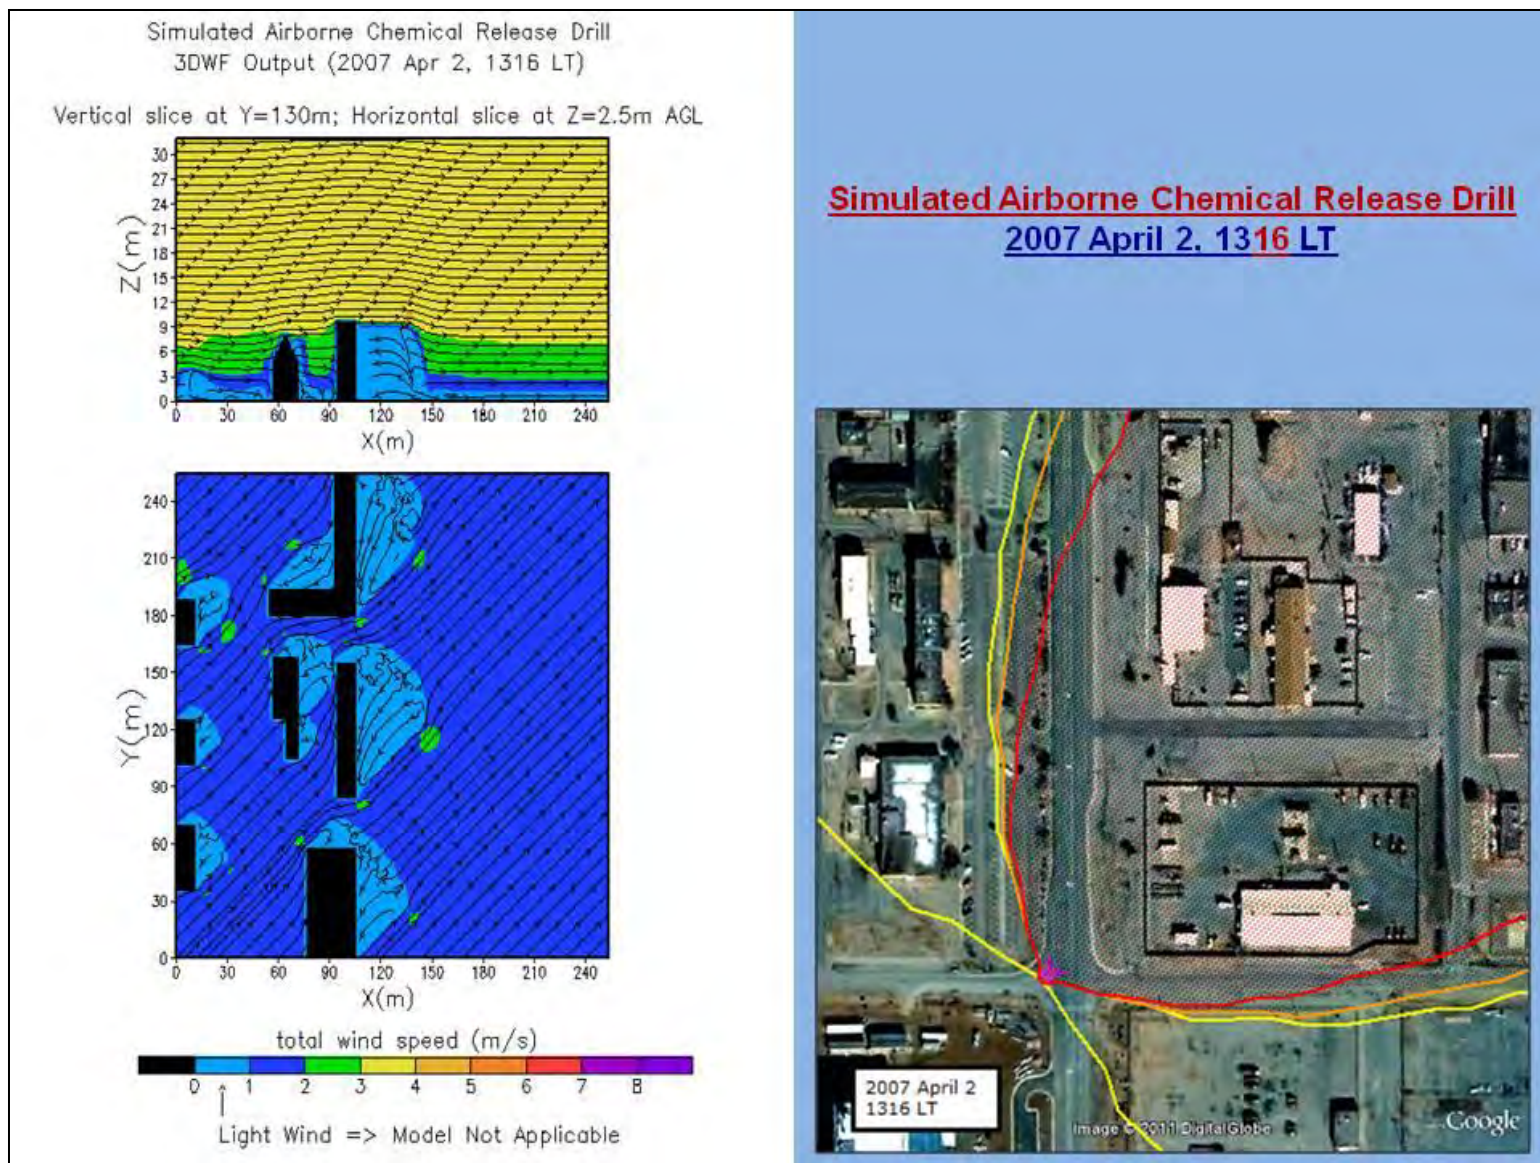 Simulated Airborne Chemical Release Drill
3DWF Output (2007 Apr 2, 1316 LT)
Vertical slice at Y=130m; Horizontal slice at Z=2.5m AGL
30
27
24
21
18
15
12
9
6
3
0
Z(m)
0 30 60 90 120 150 180 210 240
X(m)
240
210
180
150
120
90
60
30
0
Y(m)
0 30 60 90 120 150 180 210 240
X(m)
total wind speed (m/s)
0 1 2 3 4 5 6 7 8
Light Wind => Model Not Applicable
Simulated Airborne Chemical Release Drill
2007 April 2, 1316 LT
2007 April 2
1316 LT
Image © 2011 DigitalGlobe
Google